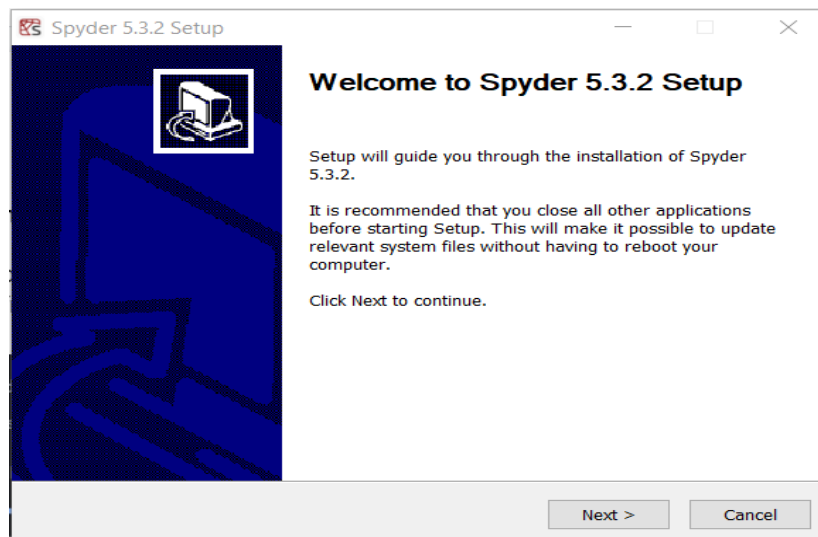 Spyder 5.3.2 Setup
Welcome to Spyder 5.3.2 Setup
Setup will guide you through the installation of Spyder
5.3.2.
It is recommended that you close all other applications
before starting Setup. This will make it possible to update
relevant system files without having to reboot your
computer.
Click Next to continue.
Next >
Cancel